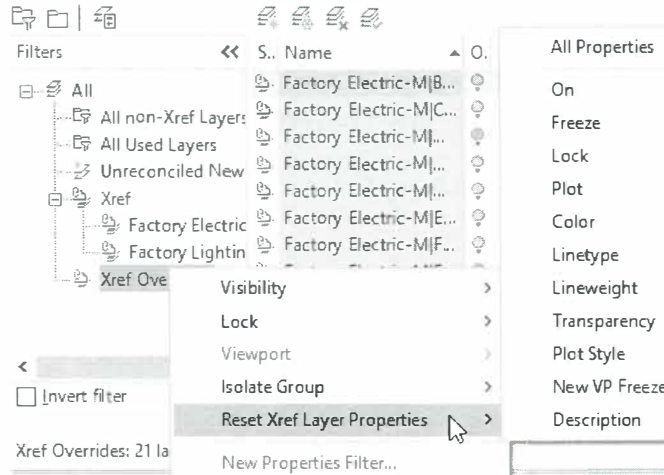 Filters
All
All non-Xref Layers
All Used Layers
Unreconciled New
Xref
Factory Electric
Factory Lightin
Xref Ove
Invert filter
Xref Overrides: 21 la
S.. Name O.
Factory Electric-M|B...
Factory Electric-M|C...
Factory Electric-M|...
Factory Electric-M|...
Factory Electric-M|...
Factory Electric-M|E...
Factory Electric-M|F...
Visibility
Lock
Viewport
Isolate Group
Reset Xref Layer Properties
New Properties Filter...
All Properties
On
Freeze
Lock
Plot
Color
Linetype
Lineweight
Transparency
Plot Style
New VP Freeze
Description